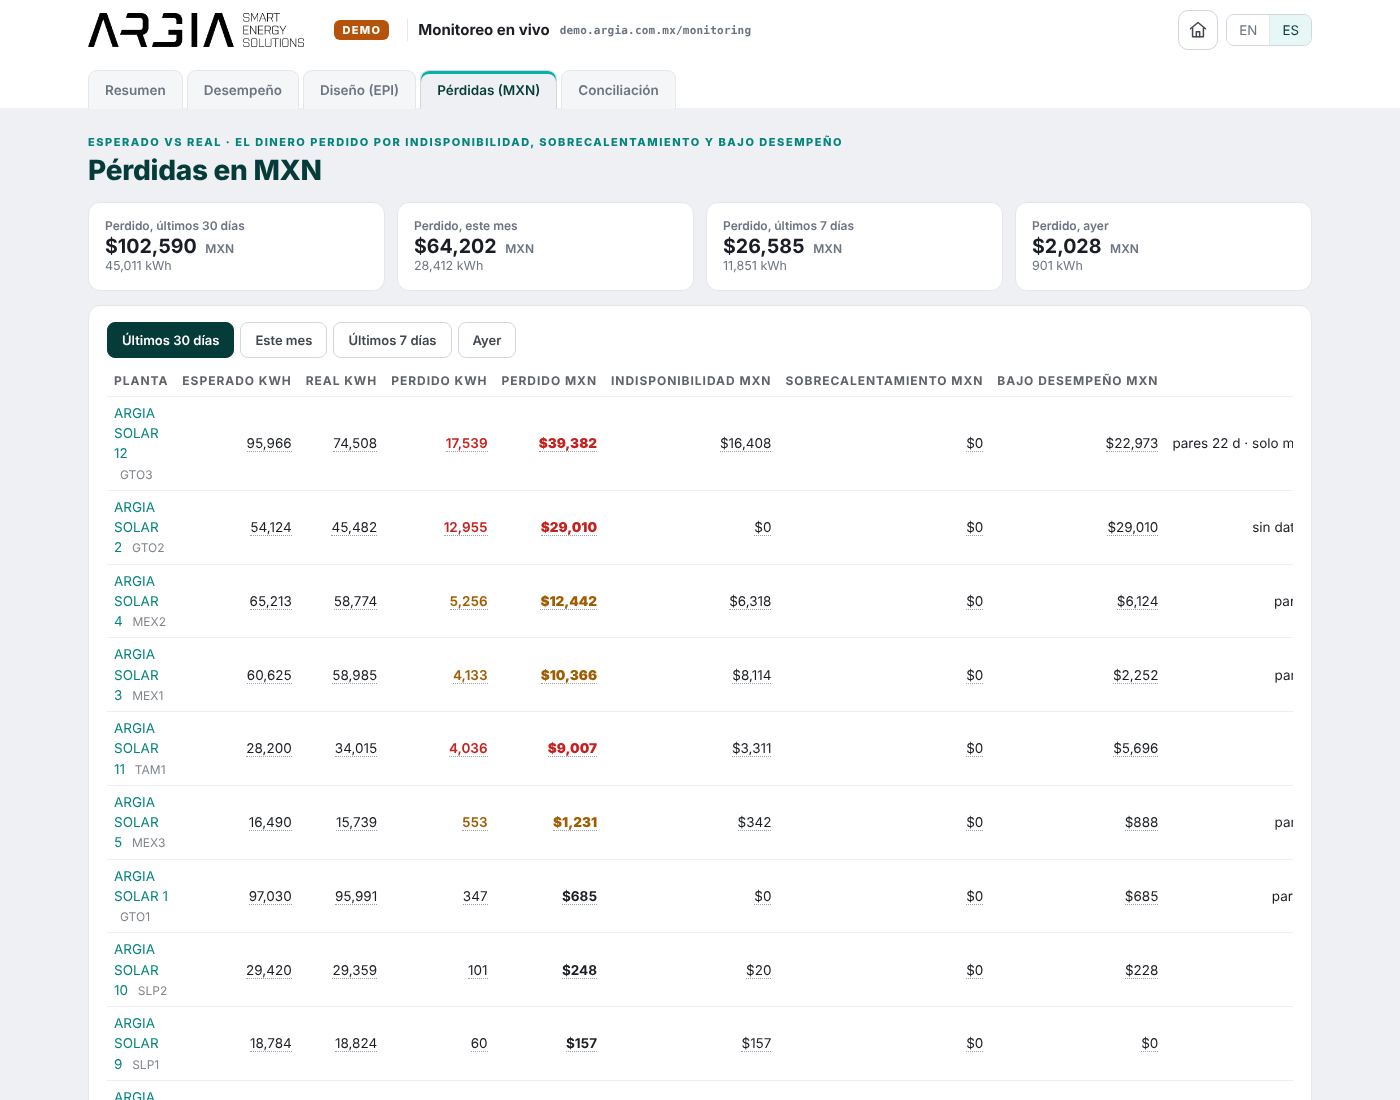 ARGIA SMART ENERGY SOLUTIONS
DEMO Monitoreo en vivo demo.argia.com.mx/monitoring
EN ES
Resumen Desempeño Diseño (EPI) Pérdidas (MXN) Conciliación
ESPERADO VS REAL · EL DINERO PERDIDO POR INDISPONIBILIDAD, SOBRECALENTAMIENTO Y BAJO DESEMPEÑO
Pérdidas en MXN
Perdido, últimos 30 días
$102,590 MXN
45,011 kWh
Perdido, este mes
$64,202 MXN
28,412 kWh
Perdido, últimos 7 días
$26,585 MXN
11,851 kWh
Perdido, ayer
$2,028 MXN
901 kWh
Últimos 30 días Este mes Últimos 7 días Ayer
PLANTA ESPERADO KWH REAL KWH PERDIDO KWH PERDIDO MXN INDISPONIBILIDAD MXN SOBRECALENTAMIENTO MXN BAJO DESEMPEÑO MXN
ARGIA SOLAR 12 GTO3 95,966 74,508 17,539 $39,382 $16,408 $0 $22,973 pares 22 d · solo m
ARGIA SOLAR 2 GTO2 54,124 45,482 12,955 $29,010 $0 $0 $29,010 sin dat
ARGIA SOLAR 4 MEX2 65,213 58,774 5,256 $12,442 $6,318 $0 $6,124 par
ARGIA SOLAR 3 MEX1 60,625 58,985 4,133 $10,366 $8,114 $0 $2,252 par
ARGIA SOLAR 11 TAM1 28,200 34,015 4,036 $9,007 $3,311 $0 $5,696
ARGIA SOLAR 5 MEX3 16,490 15,739 553 $1,231 $342 $0 $888 par
ARGIA SOLAR 1 GTO1 97,030 95,991 347 $685 $0 $0 $685 par
ARGIA SOLAR 10 SLP2 29,420 29,359 101 $248 $20 $0 $228
ARGIA SOLAR 9 SLP1 18,784 18,824 60 $157 $157 $0 $0
ARGIA